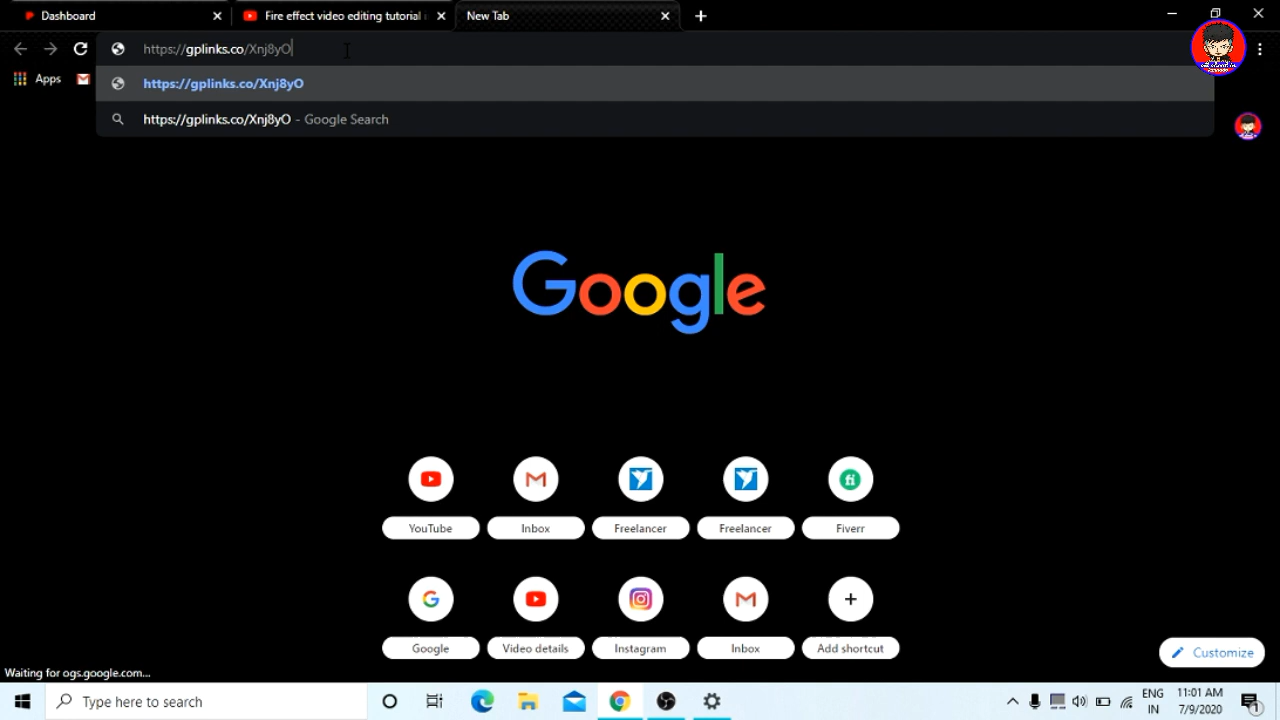 Dashboard
Fire effect video editing tutorial
New Tab
https://gplinks.co/Xnj8yO
Apps
https://gplinks.co/Xnj8yO
https://gplinks.co/Xnj8yO - Google Search
Google
YouTube
Inbox
Freelancer
Freelancer
Fiverr
Google
Video details
Instagram
Inbox
Add shortcut
Customize
Waiting for ogs.google.com...
Type here to search
ENG
IN
11:01 AM
7/9/2020